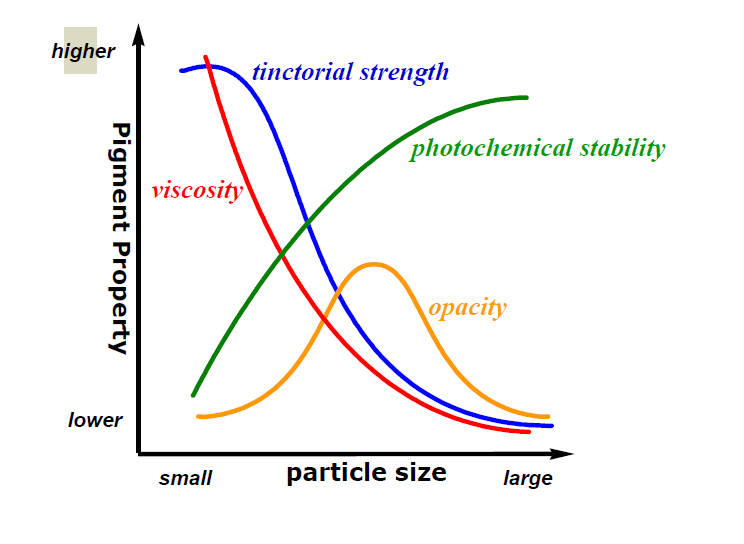 higher
tinctorial strength
photochemical stability
viscosity
Pigment Property
opacity
lower
small
particle size
large